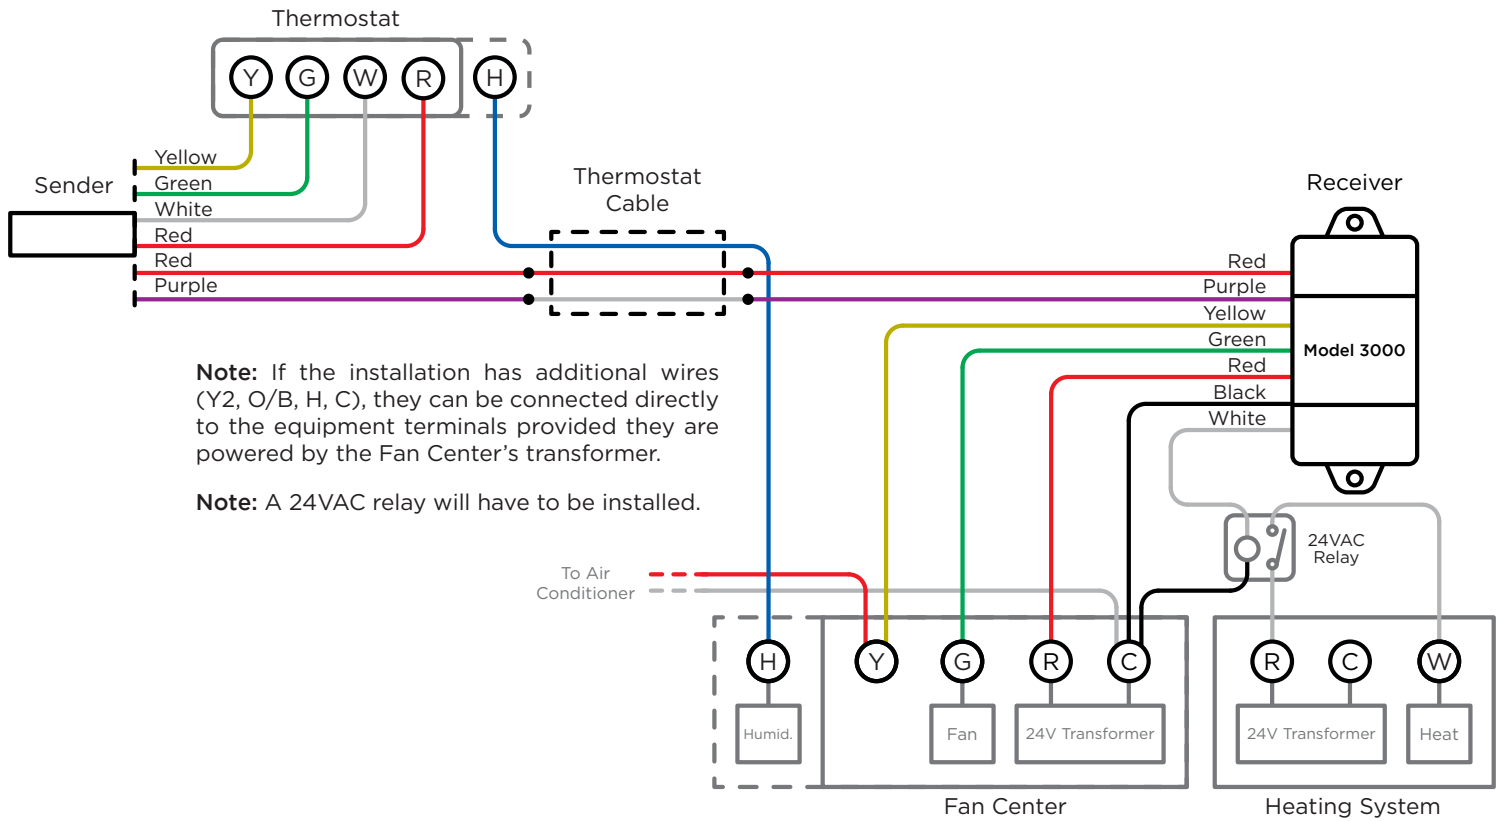 Thermostat
Y G W R H
Yellow
Green
White
Red
Red
Purple
Sender
Thermostat
Cable
Receiver
Red
Purple
Yellow
Green
Red
Black
White
Model 3000
Note: If the installation has additional wires
(Y2, O/B, H, C), they can be connected directly
to the equipment terminals provided they are
powered by the Fan Center's transformer.
Note: A 24VAC relay will have to be installed.
24VAC
Relay
To Air
Conditioner
H Y G R C R C W
Humid. Fan 24V Transformer 24V Transformer Heat
Fan Center
Heating System